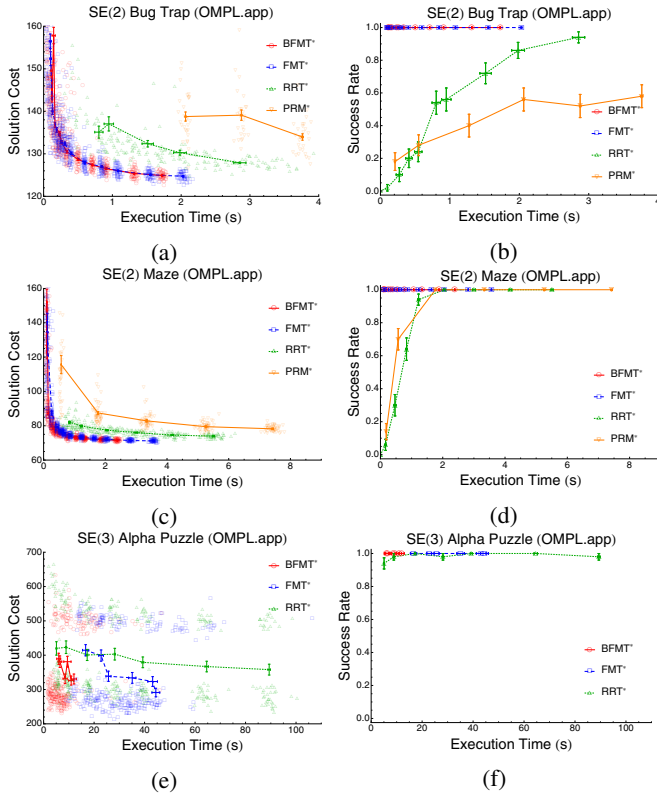 SE(2) Bug Trap (OMPL.app)
Solution Cost
160
150
140
130
120
0
1
2
3
4
Execution Time (s)
BFMT*
FMT*
RRT*
PRM*
(a)
SE(2) Bug Trap (OMPL.app)
Success Rate
1.0
0.8
0.6
0.4
0.2
0.0
0
1
2
3
4
Execution Time (s)
BFMT*
FMT*
RRT*
PRM*
(b)
SE(2) Maze (OMPL.app)
Solution Cost
160
140
120
100
80
60
0
2
4
6
8
Execution Time (s)
BFMT*
FMT*
RRT*
PRM*
(c)
SE(2) Maze (OMPL.app)
Success Rate
1.0
0.8
0.6
0.4
0.2
0.0
0
2
4
6
8
Execution Time (s)
BFMT*
FMT*
RRT*
PRM*
(d)
SE(3) Alpha Puzzle (OMPL.app)
Solution Cost
700
600
500
400
300
200
0
20
40
60
80
100
Execution Time (s)
BFMT*
FMT*
RRT*
(e)
SE(3) Alpha Puzzle (OMPL.app)
Success Rate
1.0
0.8
0.6
0.4
0.2
0.0
0
20
40
60
80
100
Execution Time (s)
BFMT*
FMT*
RRT*
(f)